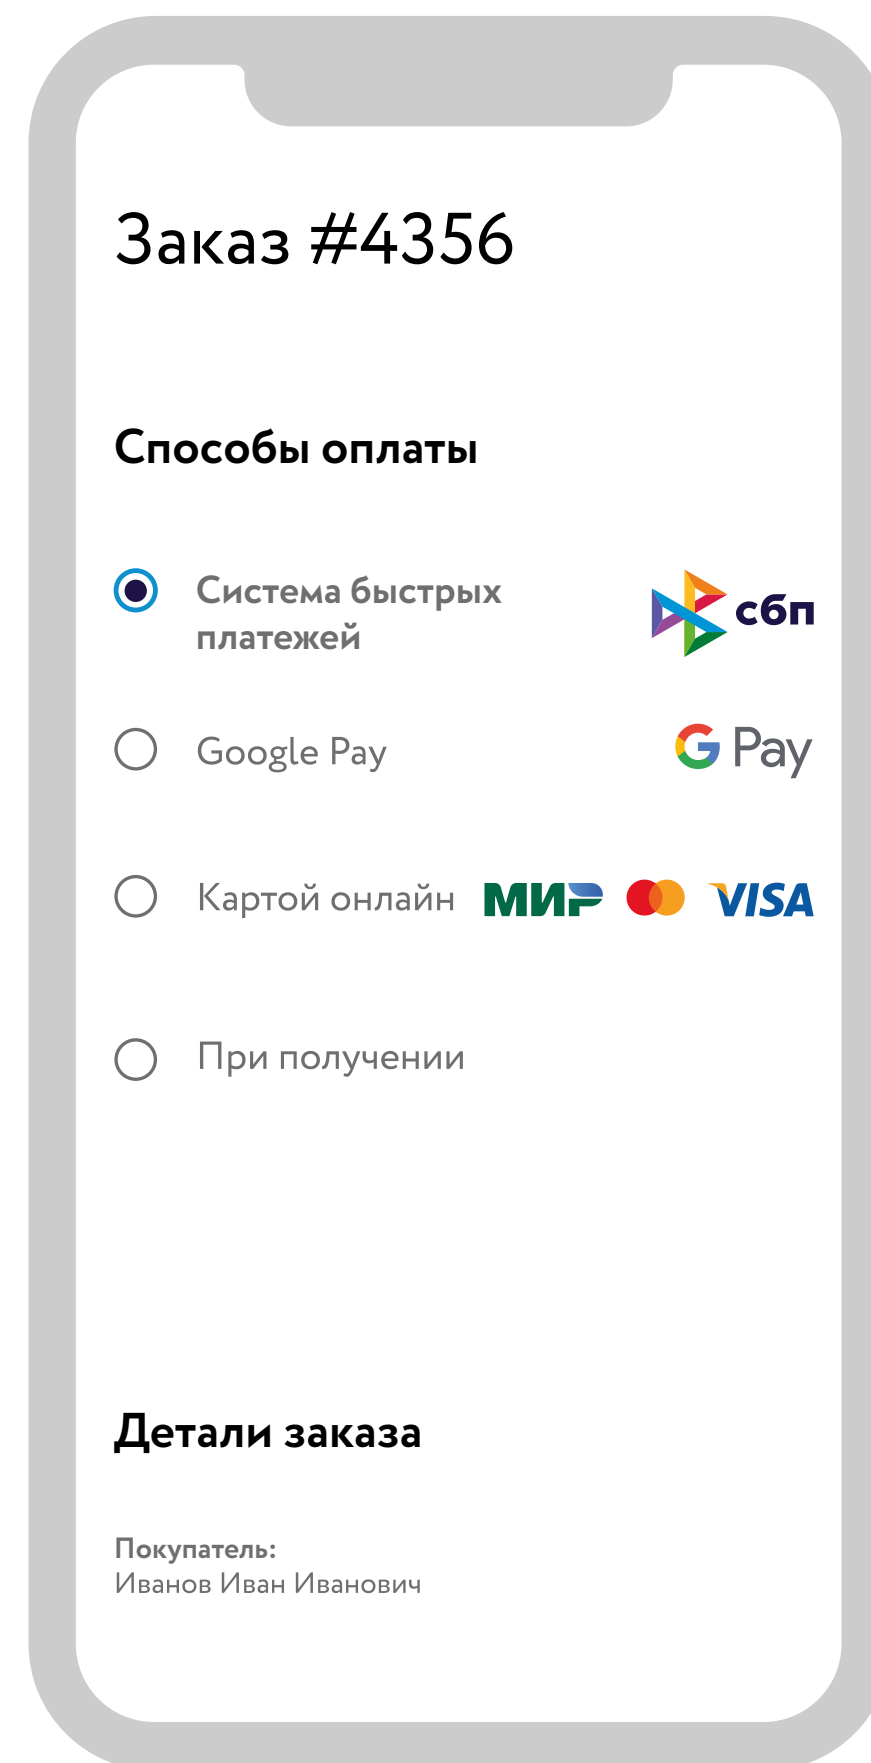 Заказ #4356
Способы оплаты
Система быстрых
платежей
сбп
Google Pay
G Pay
Картой онлайн МИР VISA
При получении
Детали заказа
Покупатель:
Иванов Иван Иванович